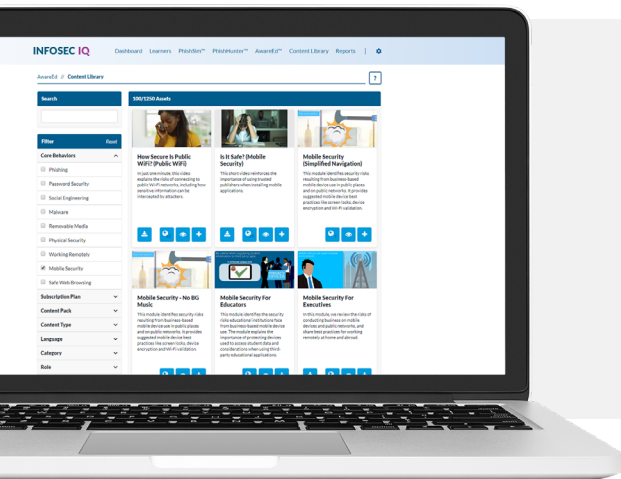 INFOSEC IQ
Dashboard Learners PhishSim™ PhishHunter™ AwareEd™ Content Library Reports |
AwareEd // Content Library
?
Search
100/1250 Assets
Filter Reset
Core Behaviors
Phishing
Password Security
Social Engineering
Malware
Removable Media
Physical Security
Working Remotely
Mobile Security
Safe Web Browsing
Subscription Plan
Content Pack
Content Type
Language
Category
Role
How Secure Is Public
WiFi? (Public WiFi)
In just one minute, this video
explains the risks of connecting to
public Wi-Fi networks, including how
sensitive information can be
intercepted by attackers.
Is It Safe? (Mobile
Security)
This short video reinforces the
importance of using trusted
publishers when installing mobile
applications.
Mobile Security
(Simplified Navigation)
This module identifies security risks
resulting from business-based
mobile device use in public places
and on public networks. It provides
suggested mobile device best
practices like screen locks, device
encryption and Wi-Fi validation.
Mobile Security - No BG
Music
This module identifies security risks
resulting from business-based
mobile device use in public places
and on public networks. It provides
suggested mobile device best
practices like screen locks, device
encryption and Wi-Fi validation.
Mobile Security For
Educators
This module identifies the security
risks educational institutions face
from business-based mobile device
use. The module explains the
importance of protecting devices
used to access student data and
considerations when using third-
party educational applications.
Mobile Security For
Executives
In this module, we review the risks of
conducting business on mobile
devices and public networks, and
share best practices for working
remotely at home and abroad.